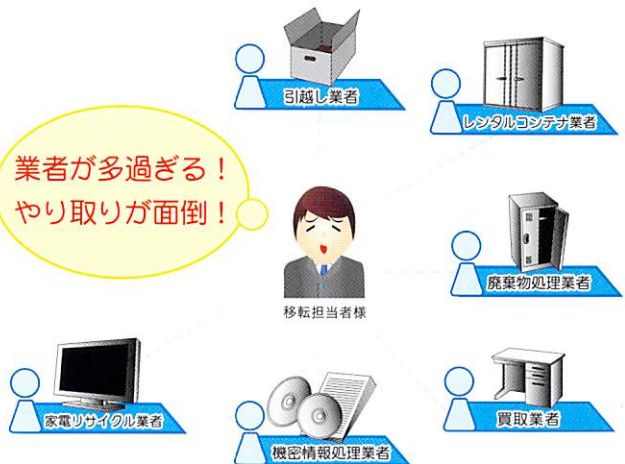 引越し業者
レンタルコンテナ業者
業者が多過ぎる！
やり取りが面倒！
移転担当者様
廃棄物処理業者
家電リサイクル業者
機密情報処理業者
買取業者